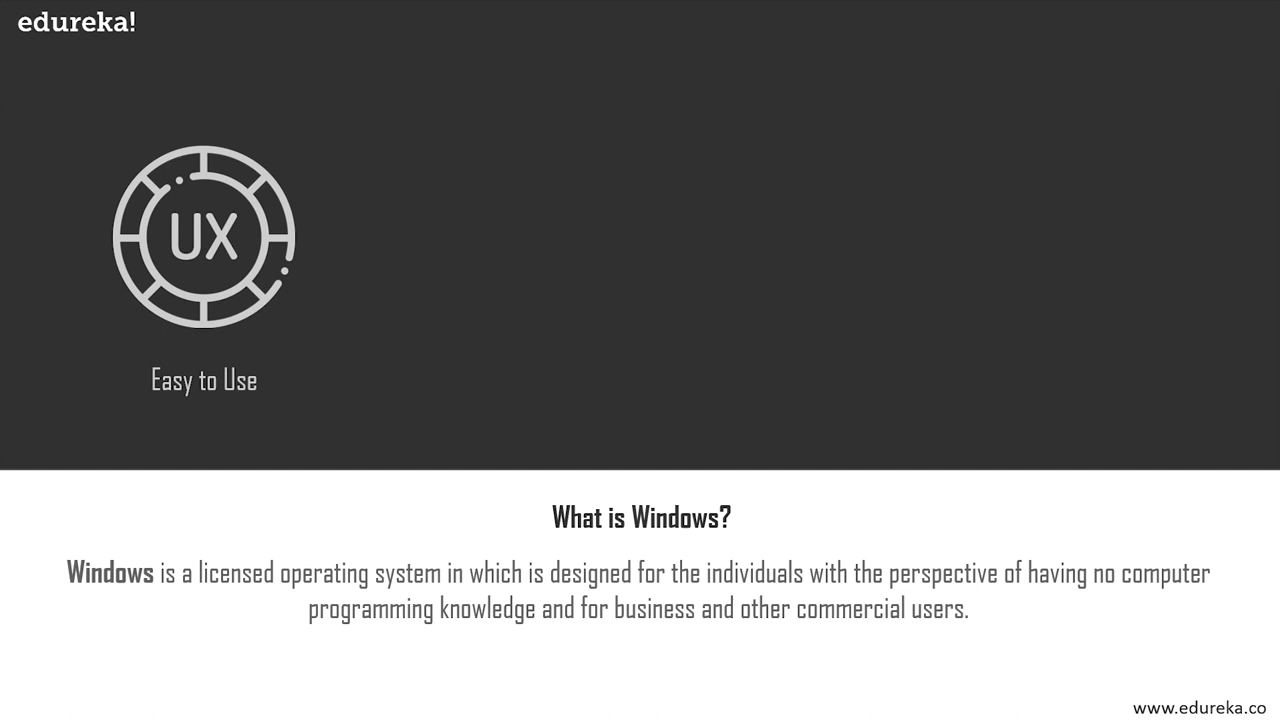 edureka!
UX
Easy to Use
What is Windows?
Windows is a licensed operating system in which is designed for the individuals with the perspective of having no computer
programming knowledge and for business and other commercial users.
www.edureka.co